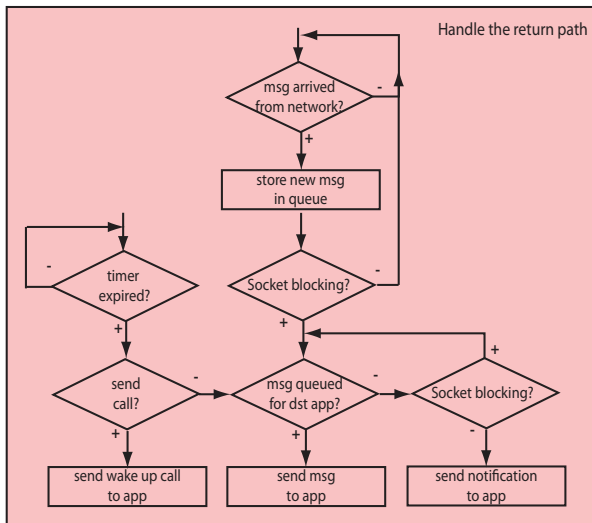 Handle the return path
msg arrived
from network?
-
+
store new msg
in queue
-
timer
expired?
Socket blocking?
-
+
+
+
send
call?
-
msg queued
for dst app?
-
Socket blocking?
+
+
-
send wake up call
to app
send msg
to app
send notification
to app